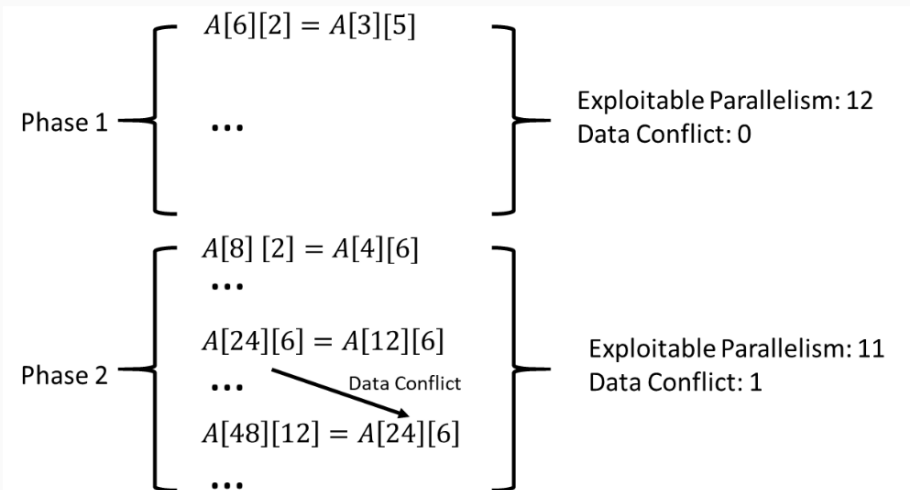 A[6][2] = A[3][5]
Phase 1
...
Exploitable Parallelism: 12
Data Conflict: 0
A[8] [2] = A[4][6]
...
A[24][6] = A[12][6]
Phase 2
...
Data Conflict
A[48][12] = A[24][6]
...
Exploitable Parallelism: 11
Data Conflict: 1